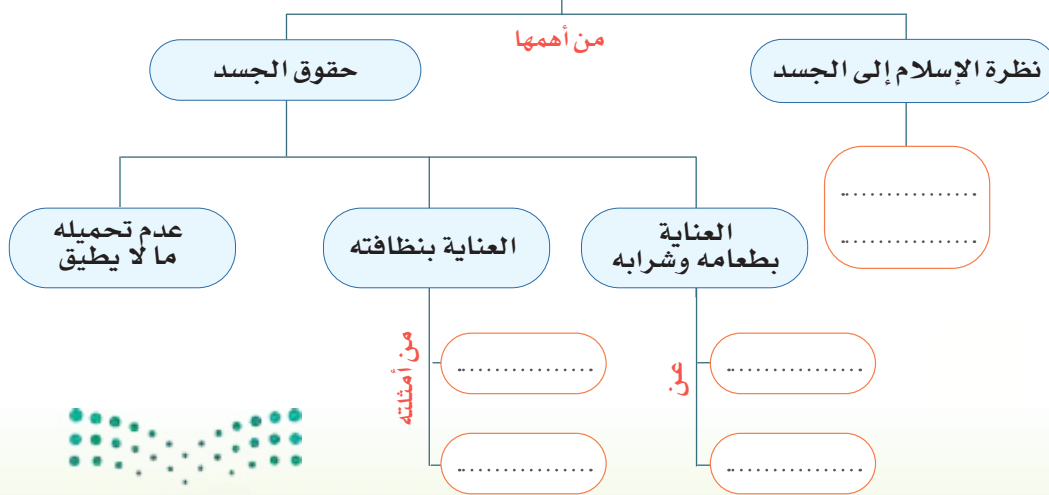 من أهمها
نظرة الإسلام إلى الجسد
حقوق الجسد
................
................
العناية
بطعامه وشرابه
العناية بنظافته
عدم تحميله
ما لا يطيق
عن
................
................
من أمثلته
................
................